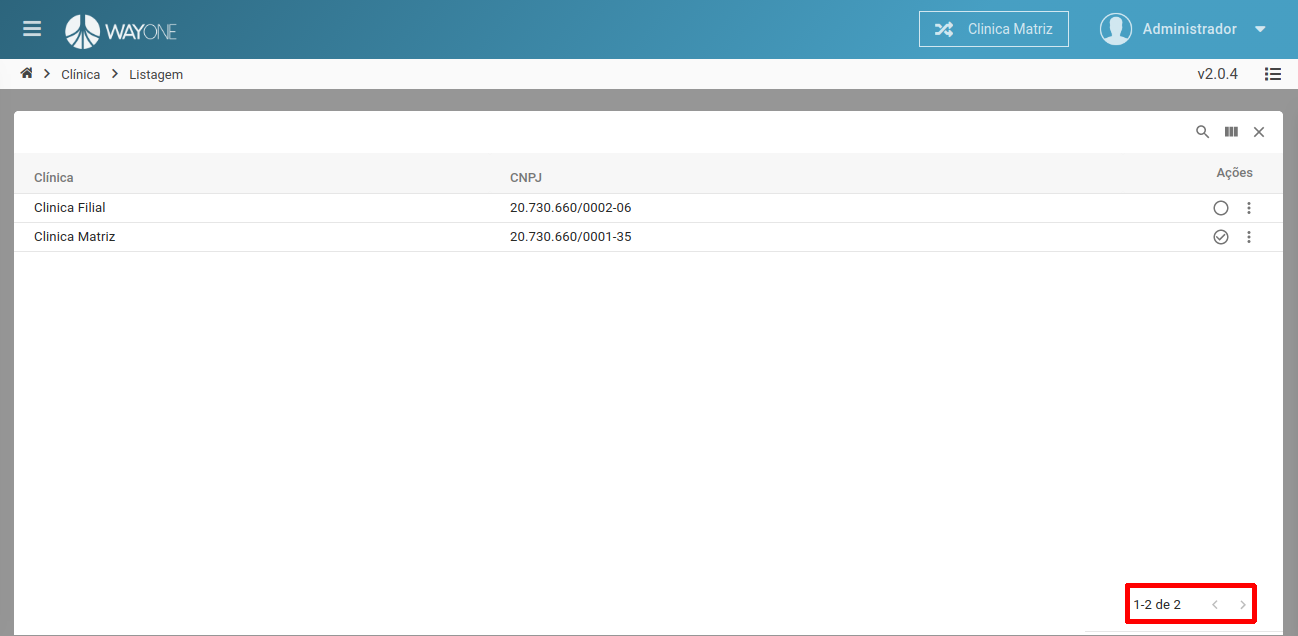 WAYONE
Clinica Matriz
Administrador
Clínica
Listagem
v2.0.4
Clínica
CNPJ
Ações
Clinica Filial
20.730.660/0002-06
Clinica Matriz
20.730.660/0001-35
1-2 de 2